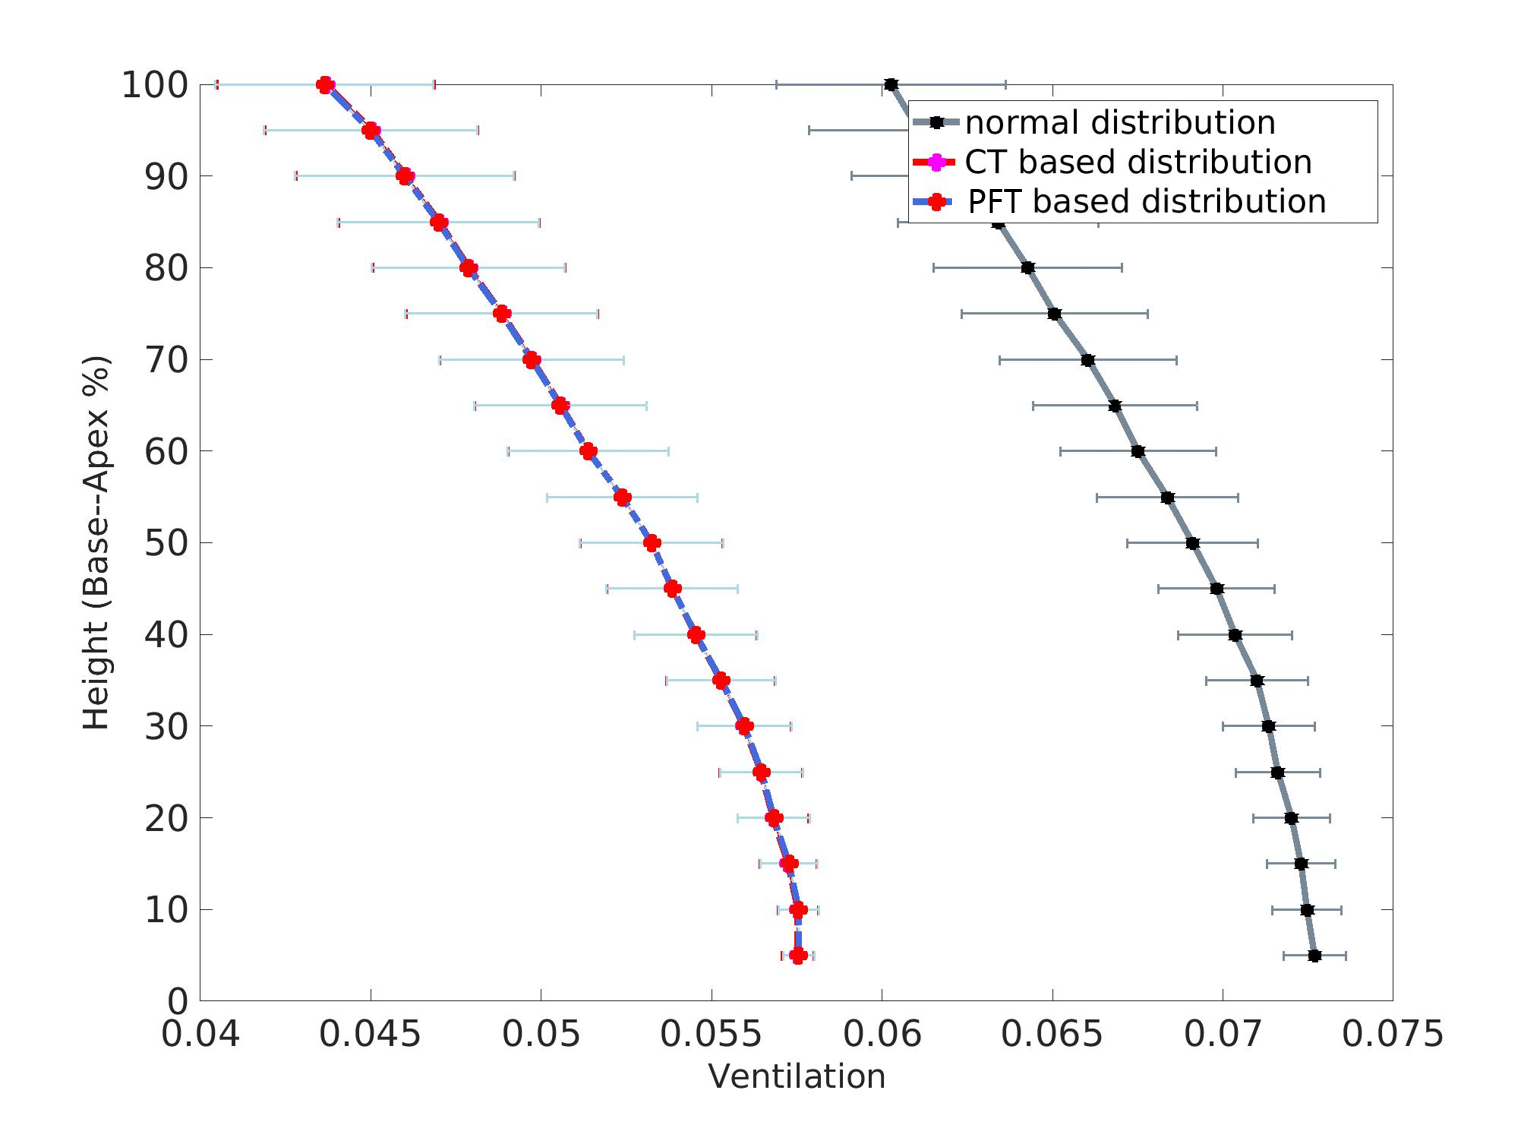 100
90
80
70
60
50
40
30
20
10
0
Height (Base--Apex %)
normal distribution
CT based distribution
PFT based distribution
0.04 0.045 0.05 0.055 0.06 0.065 0.07 0.075
Ventilation